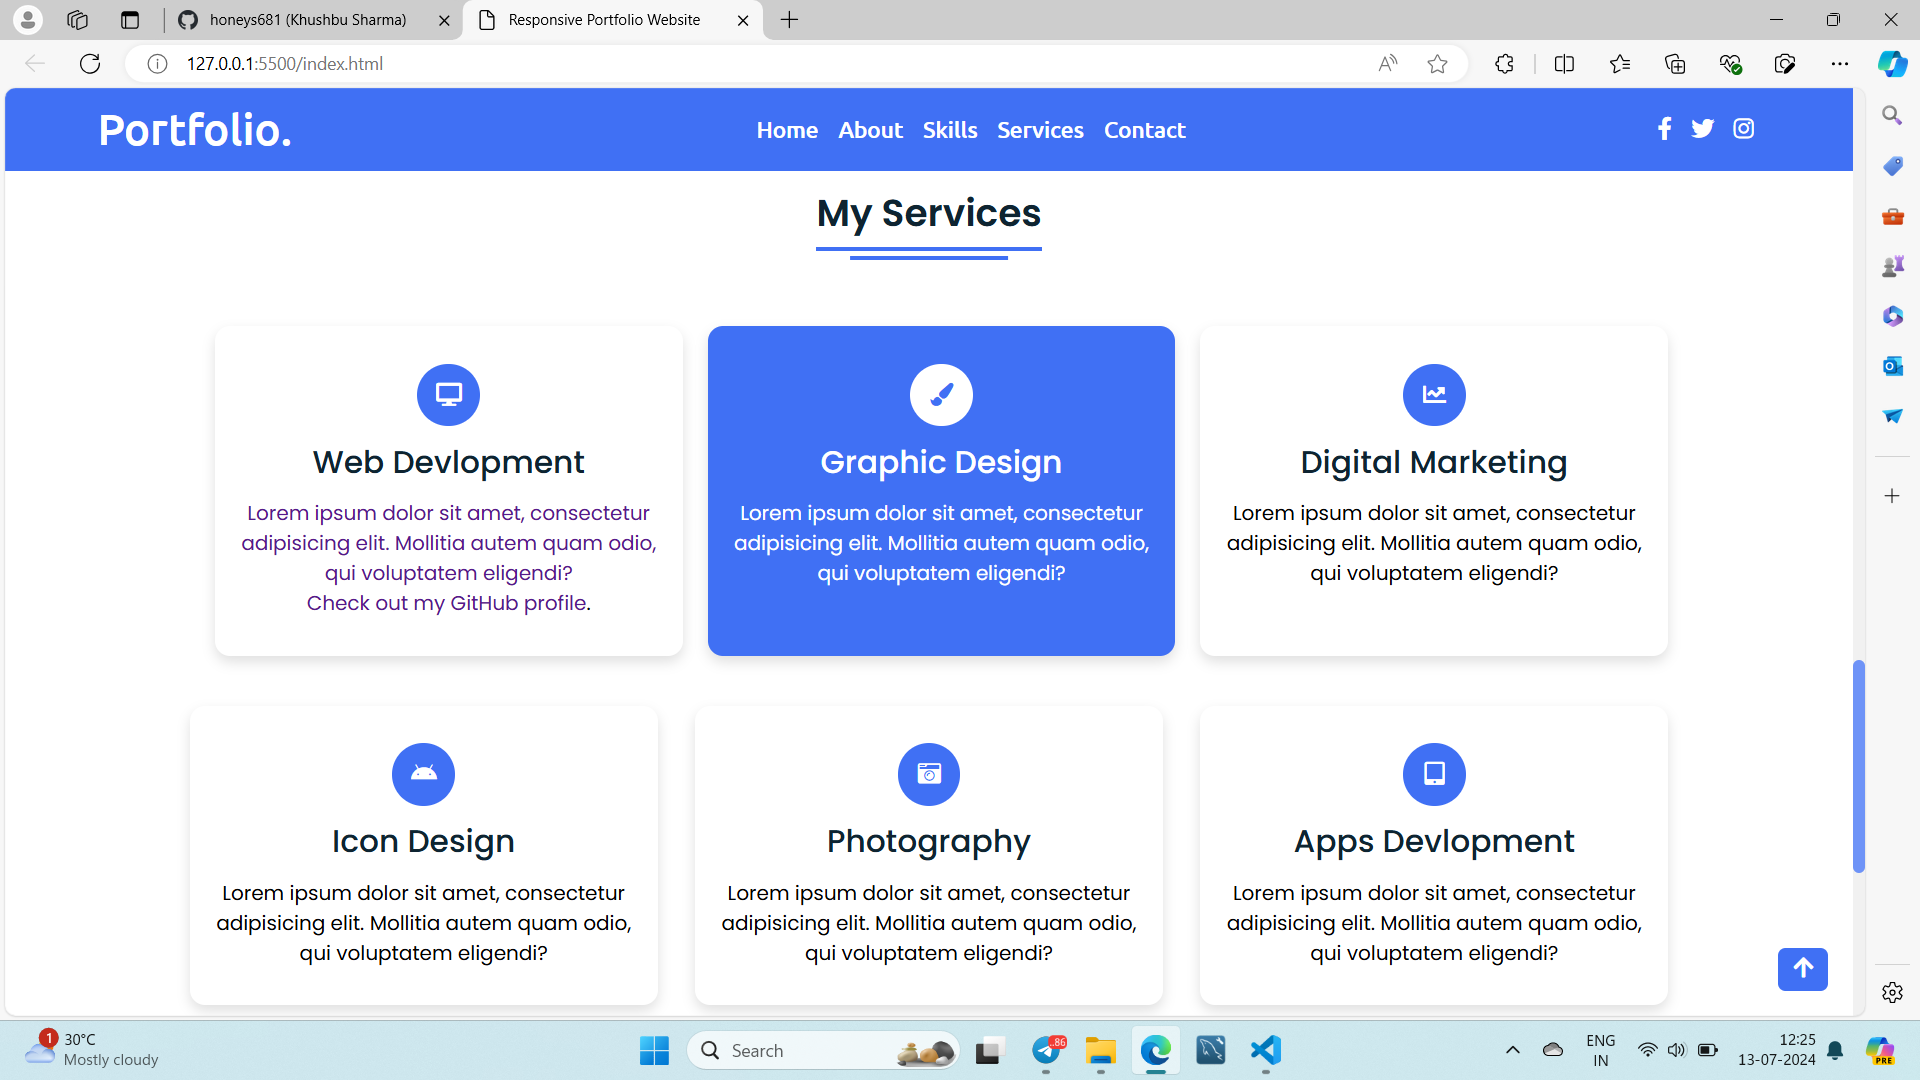 honeys681 (Khushbu Sharma)
Responsive Portfolio Website
127.0.0.1:5500/index.html
Portfolio.
Home About Skills Services Contact
My Services
Web Devlopment
Lorem ipsum dolor sit amet, consectetur
adipisicing elit. Mollitia autem quam odio,
qui voluptatem eligendi?
Check out my GitHub profile.
Graphic Design
Lorem ipsum dolor sit amet, consectetur
adipisicing elit. Mollitia autem quam odio,
qui voluptatem eligendi?
Digital Marketing
Lorem ipsum dolor sit amet, consectetur
adipisicing elit. Mollitia autem quam odio,
qui voluptatem eligendi?
Icon Design
Lorem ipsum dolor sit amet, consectetur
adipisicing elit. Mollitia autem quam odio,
qui voluptatem eligendi?
Photography
Lorem ipsum dolor sit amet, consectetur
adipisicing elit. Mollitia autem quam odio,
qui voluptatem eligendi?
Apps Devlopment
Lorem ipsum dolor sit amet, consectetur
adipisicing elit. Mollitia autem quam odio,
qui voluptatem eligendi?
1
30°C
Mostly cloudy
Search
..86
ENG
IN
12:25
13-07-2024
PRE